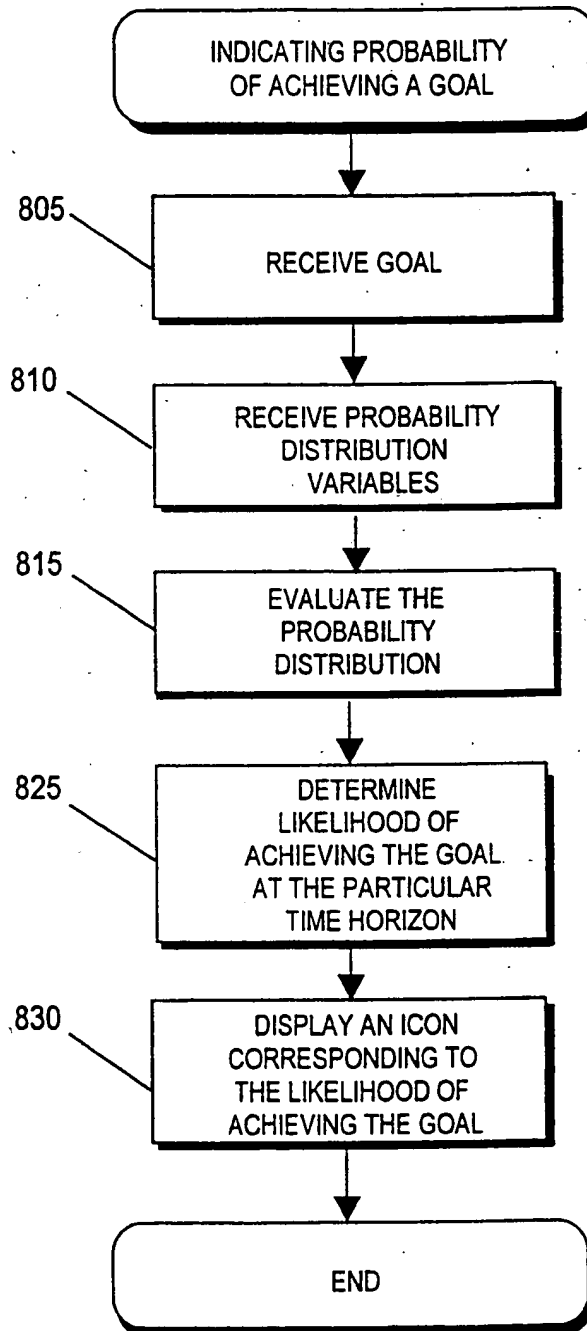 INDICATING PROBABILITY
OF ACHIEVING A GOAL
805
RECEIVE GOAL
810
RECEIVE PROBABILITY
DISTRIBUTION
VARIABLES
815
EVALUATE THE
PROBABILITY
DISTRIBUTION
825
DETERMINE
LIKELIHOOD OF
ACHIEVING THE GOAL
AT THE PARTICULAR
TIME HORIZON
830
DISPLAY AN ICON
CORRESPONDING TO
THE LIKELIHOOD OF
ACHIEVING THE GOAL
END